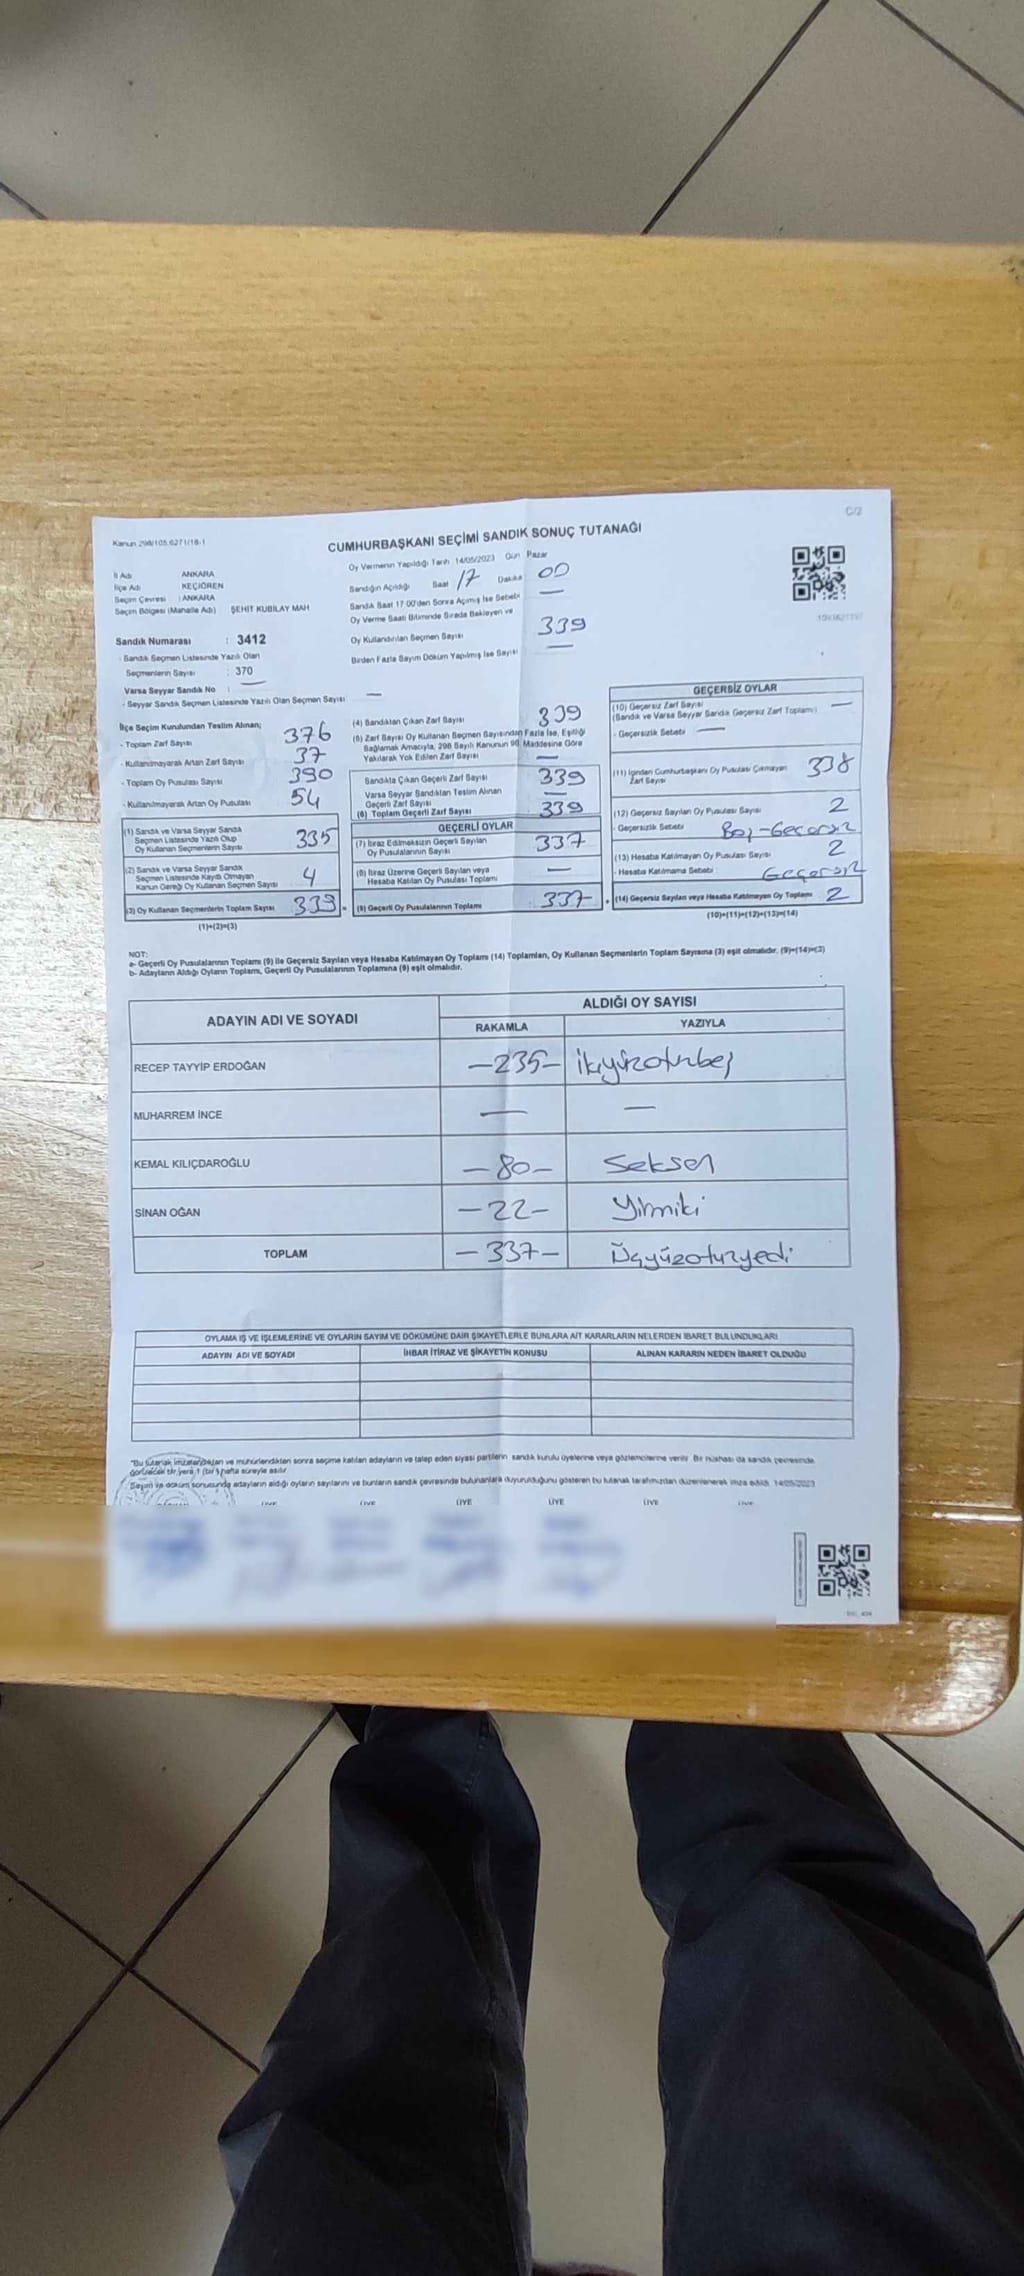 Kanun 298/105,6271/18-1
C/2
CUMHURBAŞKANI SEÇİMİ SANDIK SONUÇ TUTANAĞI
İl Adı ANKARA
İlçe Adı KEÇİÖREN
Seçim Çevresi : ANKARA
Seçim Bölgesi (Mahalle Adı) ŞEHİT KUBİLAY MAH
Sandık Numarası : 3412
- Sandık Seçmen Listesinde Yazılı Olan
Seçmenlerin Sayısı : 370
Varsa Seyyar Sandık No : —
- Seyyar Sandık Seçmen Listesinde Yazılı Olan Seçmen Sayısı —
Oy Vermenin Yapıldığı Tarih 14/05/2023 Gün Pazar
Sandığın Açıldığı Saat 17 Dakika 00
Sandık Saat 17:00'den Sonra Açmış İse Sebebi —
Oy Verme Saati Bitiminde Sırada Bekleyen ve
Oy Kullandırılan Seçmen Sayısı 339
Birden Fazla Sayım Döküm Yapılmış İse Sayısı —
İlçe Seçim Kurulundan Teslim Alınan;
- Toplam Zarf Sayısı 376
- Kullanılmayarak Artan Zarf Sayısı 37
- Toplam Oy Pusulası Sayısı 390
- Kullanılmayarak Artan Oy Pusulası 54
(1) Sandık ve Varsa Seyyar Sandık
Seçmen Listesinde Yazılı Olup
Oy Kullanan Seçmenlerin Sayısı 335
(2) Sandık ve Varsa Seyyar Sandık
Seçmen Listesinde Kayıtlı Olmayan
Kanun Gereği Oy Kullanan Seçmen Sayısı 4
(3) Oy Kullanan Seçmenlerin Toplam Sayısı 339 =
(1)+(2)=(3)
(4) Sandıktan Çıkan Zarf Sayısı 339
(5) Zarf Sayısı Oy Kullanan Seçmen Sayısından Fazla İse, Eşitliği
Sağlamak Amacıyla, 298 Sayılı Kanunun 98. Maddesine Göre
Yakılarak Yok Edilen Zarf Sayısı —
Sandıkta Çıkan Geçerli Zarf Sayısı 339
Varsa Seyyar Sandıktan Teslim Alınan
Geçerli Zarf Sayısı —
(6) Toplam Geçerli Zarf Sayısı 339
GEÇERLİ OYLAR
(7) İtiraz Edilmeksizin Geçerli Sayılan
Oy Pusulalarının Sayısı 337
(8) İtiraz Üzerine Geçerli Sayılan veya
Hesaba Katılan Oy Pusulası Toplamı —
(9) Geçerli Oy Pusulalarının Toplamı 337 +
GEÇERSİZ OYLAR
(10) Geçersiz Zarf Sayısı
(Sandık ve Varsa Seyyar Sandık Geçersiz Zarf Toplamı) —
- Geçersizlik Sebebi —
(11) İçinden Cumhurbaşkanı Oy Pusulası Çıkmayan
Zarf Sayısı 338
(12) Geçersiz Sayılan Oy Pusulası Sayısı 2
- Geçersizlik Sebebi Boş-Geçersiz
(13) Hesaba Katılmayan Oy Pusulası Sayısı 2
- Hesaba Katılmama Sebebi : Geçersiz
(14) Geçersiz Sayılan veya Hesaba Katılmayan Oy Toplamı 2
(10)+(11)+(12)+(13)=(14)
NOT:
a- Geçerli Oy Pusulalarının Toplamı (9) ile Geçersiz Sayılan veya Hesaba Katılmayan Oy Toplamı (14) Toplamları, Oy Kullanan Seçmenlerin Toplam Sayısına (3) eşit olmalıdır. (9)+(14)=(3)
b- Adayların Aldığı Oyların Toplamı, Geçerli Oy Pusulalarının Toplamına (9) eşit olmalıdır.
ADAYIN ADI VE SOYADI
ALDIĞI OY SAYISI
RAKAMLA YAZIYLA
RECEP TAYYİP ERDOĞAN —235— İkiyüzotuzbeş
MUHARREM İNCE — —
KEMAL KILIÇDAROĞLU —80— Seksen
SİNAN OĞAN —22— Yirmiki
TOPLAM —337— Üçyüzotuzyedi
OYLAMA İŞ VE İŞLEMLERİNE VE OYLARIN SAYIM VE DÖKÜMÜNE DAİR ŞİKAYETLERLE BUNLARA AİT KARARLARIN NELERDEN İBARET BULUNDUKLARI
ADAYIN ADI VE SOYADI İHBAR İTİRAZ VE ŞİKAYETİN KONUSU ALINAN KARARIN NEDEN İBARET OLDUĞU
"Bu tutanak imzalandıktan ve mühürlendikten sonra seçime katılan adayların ve talep eden siyasi partilerin sandık kurulu üyelerine veya gözlemcilerine verilir. Bir nüshası da sandık çevresinde
görülecek bir yere 1 (bir) hafta süreyle asılır.
Sayım ve döküm sonucunda adayların aldığı oyların sayılarını ve bunların sandık çevresinde bulunanlara duyurulduğunu gösteren bu tutanak tarafımızdan düzenlenerek imza edildi. 14/05/2023
ÜYE ÜYE ÜYE ÜYE ÜYE ÜYE